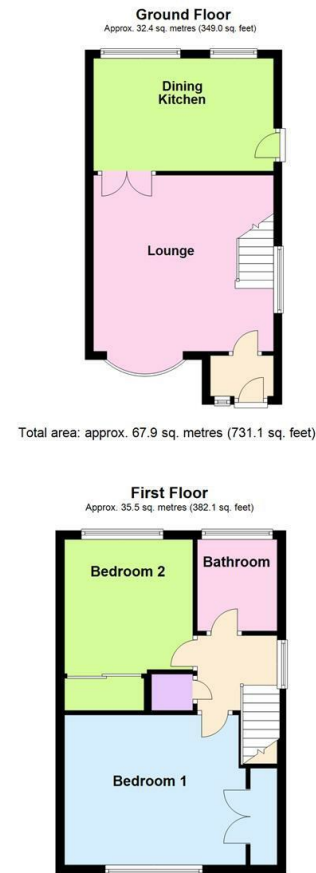 Ground Floor
Approx. 32.4 sq. metres (349.0 sq. feet)
Dining
Kitchen
Lounge
Total area: approx. 67.9 sq. metres (731.1 sq. feet)
First Floor
Approx. 35.5 sq. metres (382.1 sq. feet)
Bedroom 2
Bathroom
Bedroom 1